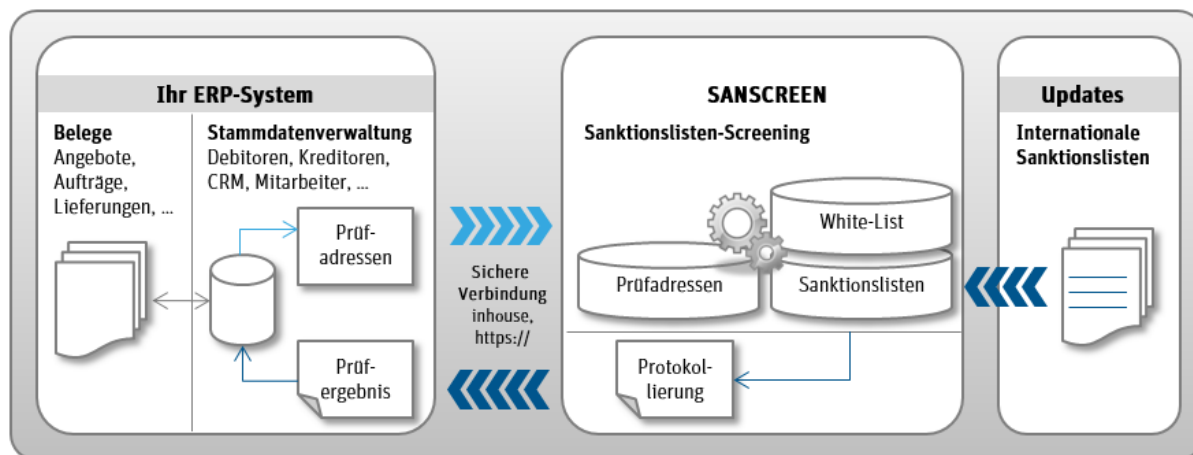 Ihr ERP-System
Belege
Angebote,
Aufträge,
Lieferungen, ...
Stammdatenverwaltung
Debitoren, Kreditoren,
CRM, Mitarbeiter, ...
Prüf-
adressen
Prüf-
ergebnis
Sichere
Verbindung
inhouse,
https://
SANSCREEN
Sanktionslisten-Screening
White-List
Prüfadressen
Sanktionslisten
Protokol-
lierung
Updates
Internationale
Sanktionslisten